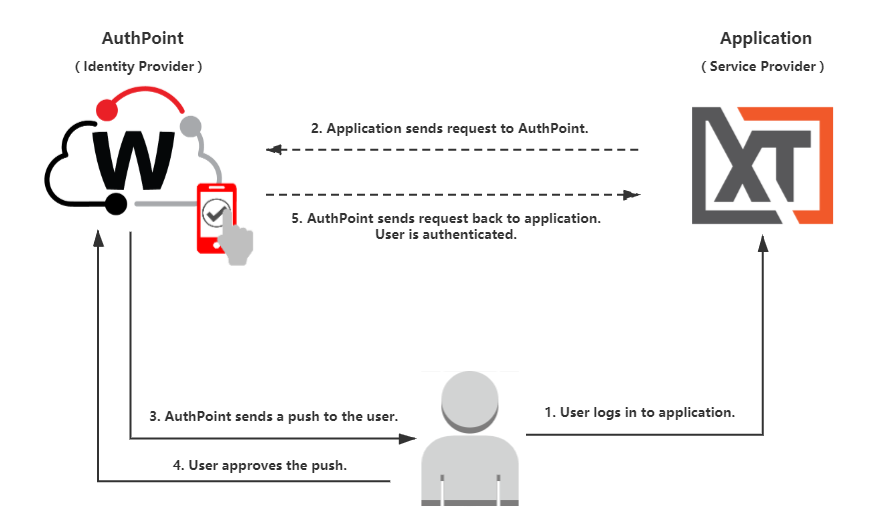 AuthPoint
( Identity Provider )
Application
( Service Provider )
W
XT
2. Application sends request to AuthPoint.
5. AuthPoint sends request back to application.
User is authenticated.
3. AuthPoint sends a push to the user.
1. User logs in to application.
4. User approves the push.